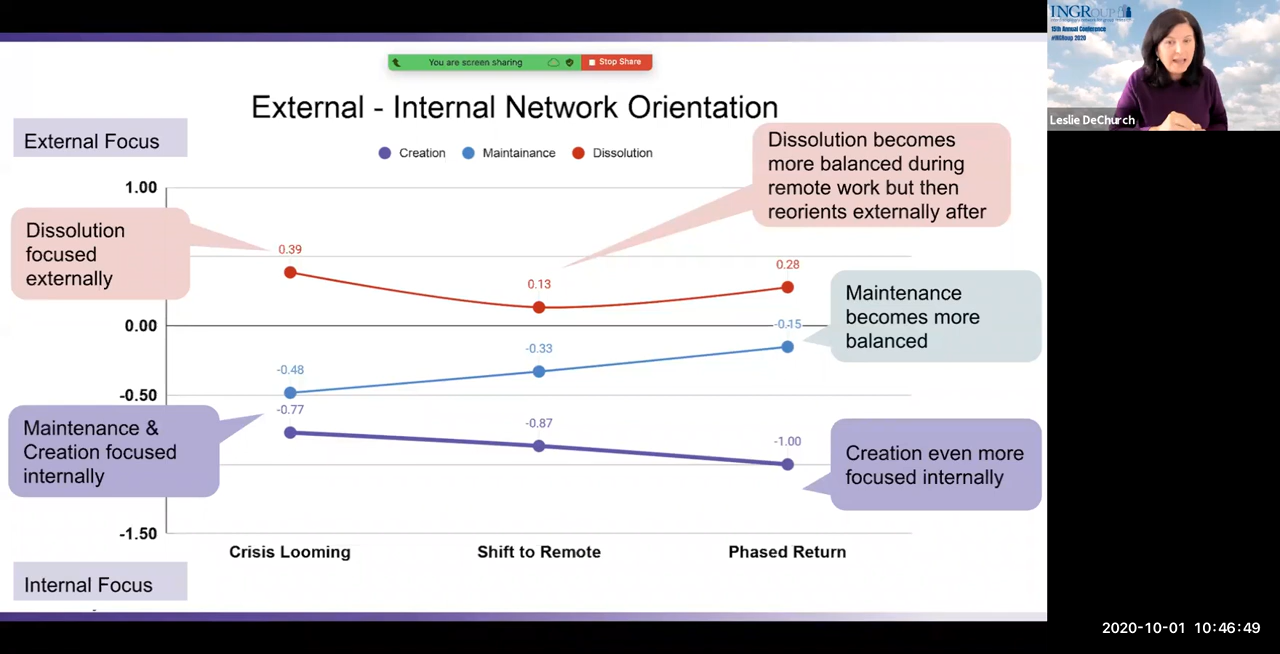 You are screen sharing
Stop Share
External - Internal Network Orientation
External Focus
Creation
Maintainance
Dissolution
Dissolution becomes
more balanced during
remote work but then
reorients externally after
1.00
Dissolution
focused
externally
0.39
0.13
0.28
Maintenance
becomes more
balanced
0.00
-0.15
-0.33
-0.48
-0.50
-0.77
-0.87
-1.00
Maintenance &
Creation focused
internally
Creation even more
focused internally
-1.50
Crisis Looming
Shift to Remote
Phased Return
Internal Focus
INGRoup
15th Annual Conference
#INGRoup 2020
Leslie DeChurch
2020-10-01 10:46:49